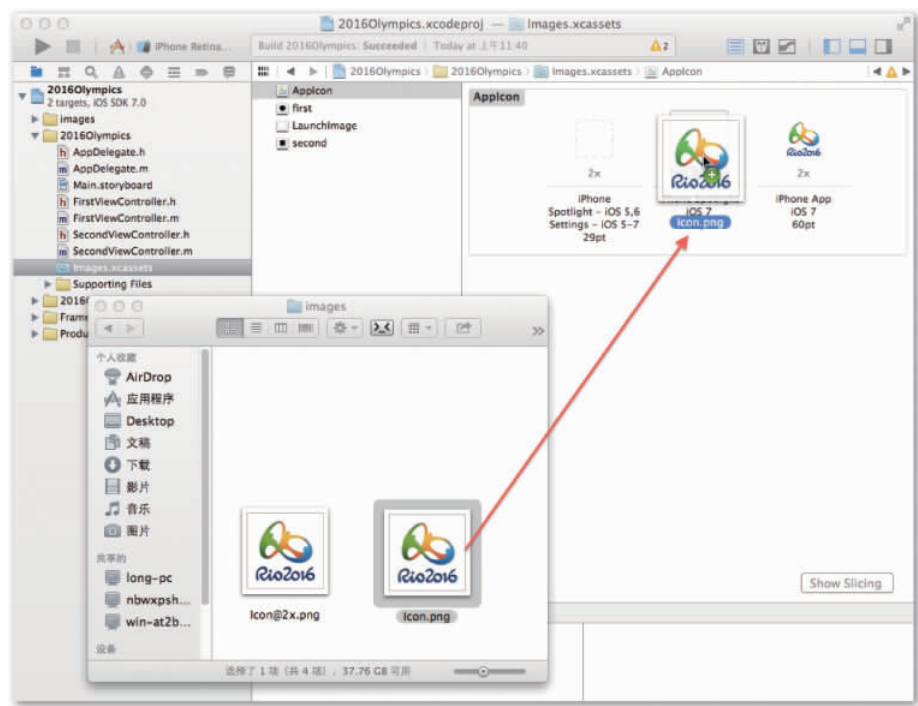 2016Olympics.xcodeproj — Images.xcassets
iPhone Retina...
Build 2016Olympics: Succeeded | Today at 上午11:40
2
2016Olympics
2 targets, iOS SDK 7.0
images
2016Olympics
AppDelegate.h
AppDelegate.m
Main.storyboard
FirstViewController.h
FirstViewController.m
SecondViewController.h
SecondViewController.m
Images.xcassets
Supporting Files
2016
Frame
Produ
2016Olympics
2016Olympics
Images.xcassets
AppIcon
AppIcon
first
LaunchImage
second
AppIcon
2x
iPhone
Spotlight – iOS 5,6
Settings – iOS 5–7
29pt
Rio2016
iOS 7
Icon.png
Rio2016
2x
iPhone App
iOS 7
60pt
Show Slicing
images
个人收藏
AirDrop
应用程序
Desktop
文稿
下载
影片
音乐
图片
共享的
long-pc
nbwxpsh...
win-at2b...
设备
Rio2016
Icon@2x.png
Rio2016
Icon.png
选择了 1 项（共 4 项），37.76 GB 可用